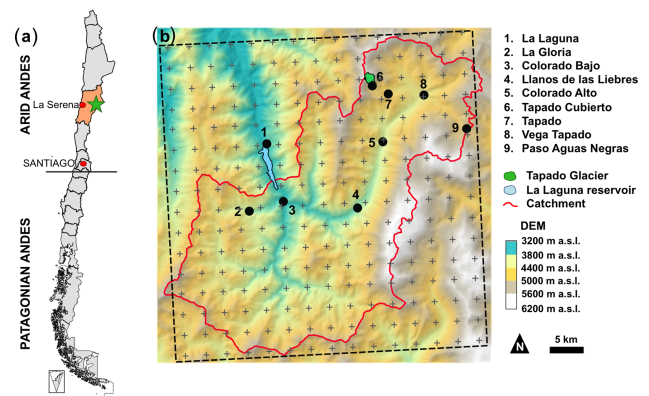 (a)
ARID ANDES
La Serena
SANTIAGO
PATAGONIAN ANDES
(b)
1
2
3
4
5
6
7
8
9
1. La Laguna
2. La Gloria
3. Colorado Bajo
4. Llanos de las Liebres
5. Colorado Alto
6. Tapado Cubierto
7. Tapado
8. Vega Tapado
9. Paso Aguas Negras
Tapado Glacier
La Laguna reservoir
Catchment
DEM
3200 m a.s.l.
3800 m a.s.l.
4400 m a.s.l.
5000 m a.s.l.
5600 m a.s.l.
6200 m a.s.l.
N
5 km